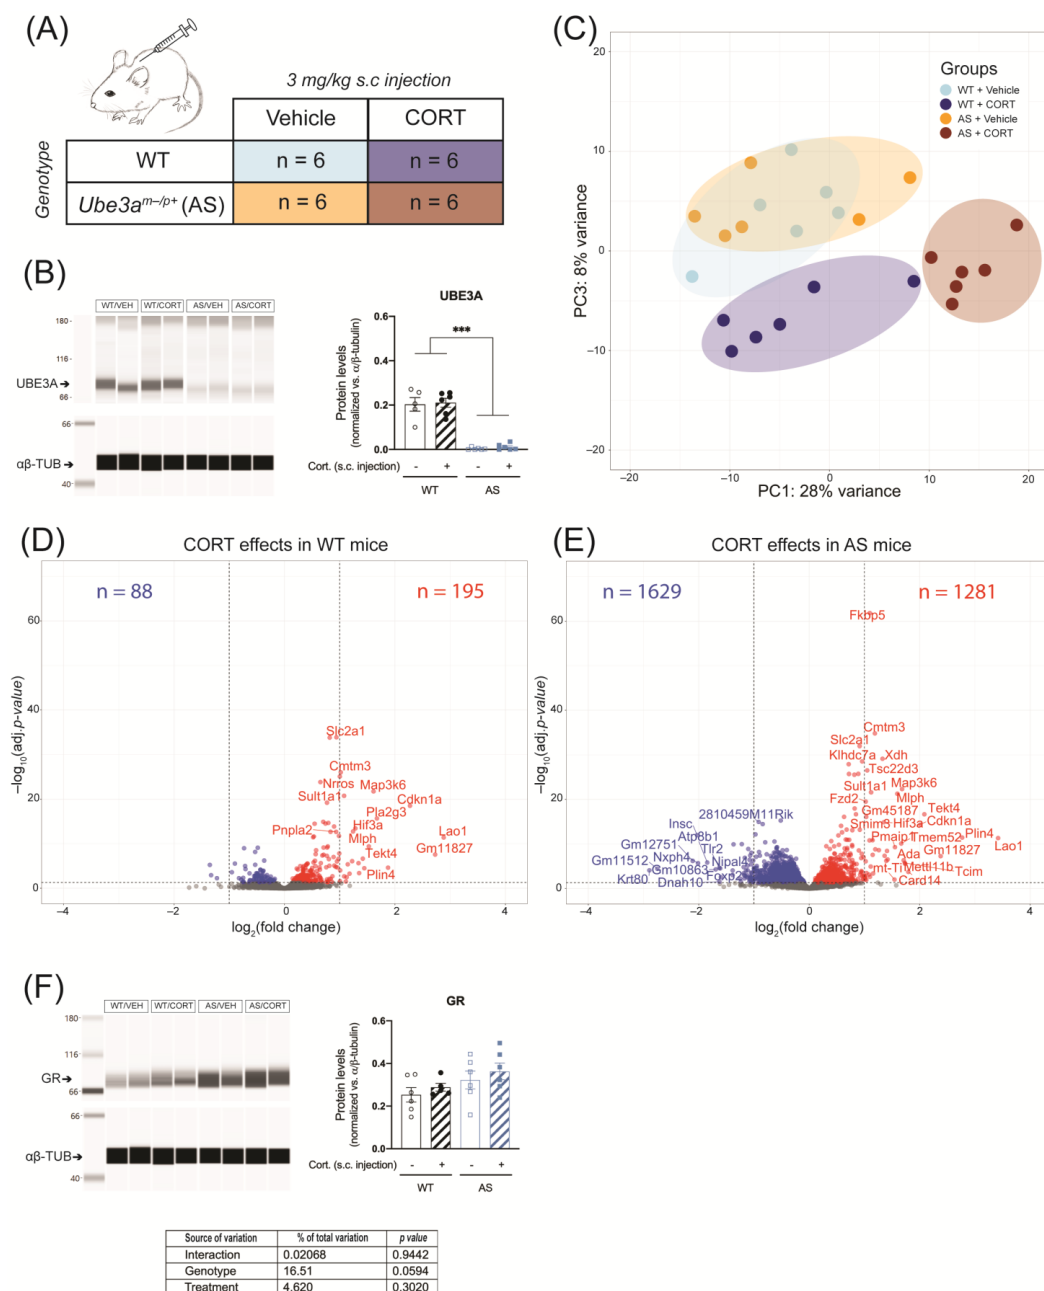 (A)
3 mg/kg s.c injection
Genotype
Vehicle CORT
WT n = 6 n = 6
Ube3a^m–/p+ (AS) n = 6 n = 6
(B)
WT/VEH WT/CORT AS/VEH AS/CORT
180-
116-
UBE3A➔
66-
66-
αβ-TUB➔
40-
UBE3A
Protein levels
(normalized vs. α/β-tubulin)
0.6
0.4
0.2
0.0
***
Cort. (s.c. injection) - + - +
WT AS
(C)
20
10
0
−10
−20
PC3: 8% variance
Groups
WT + Vehicle
WT + CORT
AS + Vehicle
AS + CORT
−20 −10 0 10 20
PC1: 28% variance
(D)
CORT effects in WT mice
n = 88 n = 195
−log10(adj.p-value)
60
40
20
0
Slc2a1
Cmtm3
Nrros Map3k6
Sult1a1 Cdkn1a
Pla2g3
Pnpla2 Hif3a Lao1
Mlph
Tekt4 Gm11827
Plin4
−4 −2 0 2 4
log2(fold change)
(E)
CORT effects in AS mice
n = 1629 n = 1281
60
40
20
0
Fkbp5
Cmtm3
Slc2a1
Klhdc7a Xdh
Tsc22d3
Sult1a1 Map3k6
Fzd2 Mlph
Gm45187 Tekt4
2810459M11Rik Smim3 Hif3a Cdkn1a
Insc Pmaip1 Tmem52 Plin4
Atp8b1 Lao1
Gm12751 Tlr2 Gm11827
Gm11512 Nxph4 Nipal4 Ada
Gm10863 mt-Ti Mettl11b Tcim
Krt80 Foxp2 Card14
Dnah10
−4 −2 0 2 4
−log10(adj.p-value)
log2(fold change)
(F)
WT/VEH WT/CORT AS/VEH AS/CORT
180-
116-
GR➔
66-
66-
αβ-TUB➔
40-
GR
Protein levels
(normalized vs. α/β-tubulin)
0.6
0.4
0.2
0.0
Cort. (s.c. injection) - + - +
WT AS
Source of variation % of total variation p value
Interaction 0.02068 0.9442
Genotype 16.51 0.0594
Treatment 4.620 0.3020